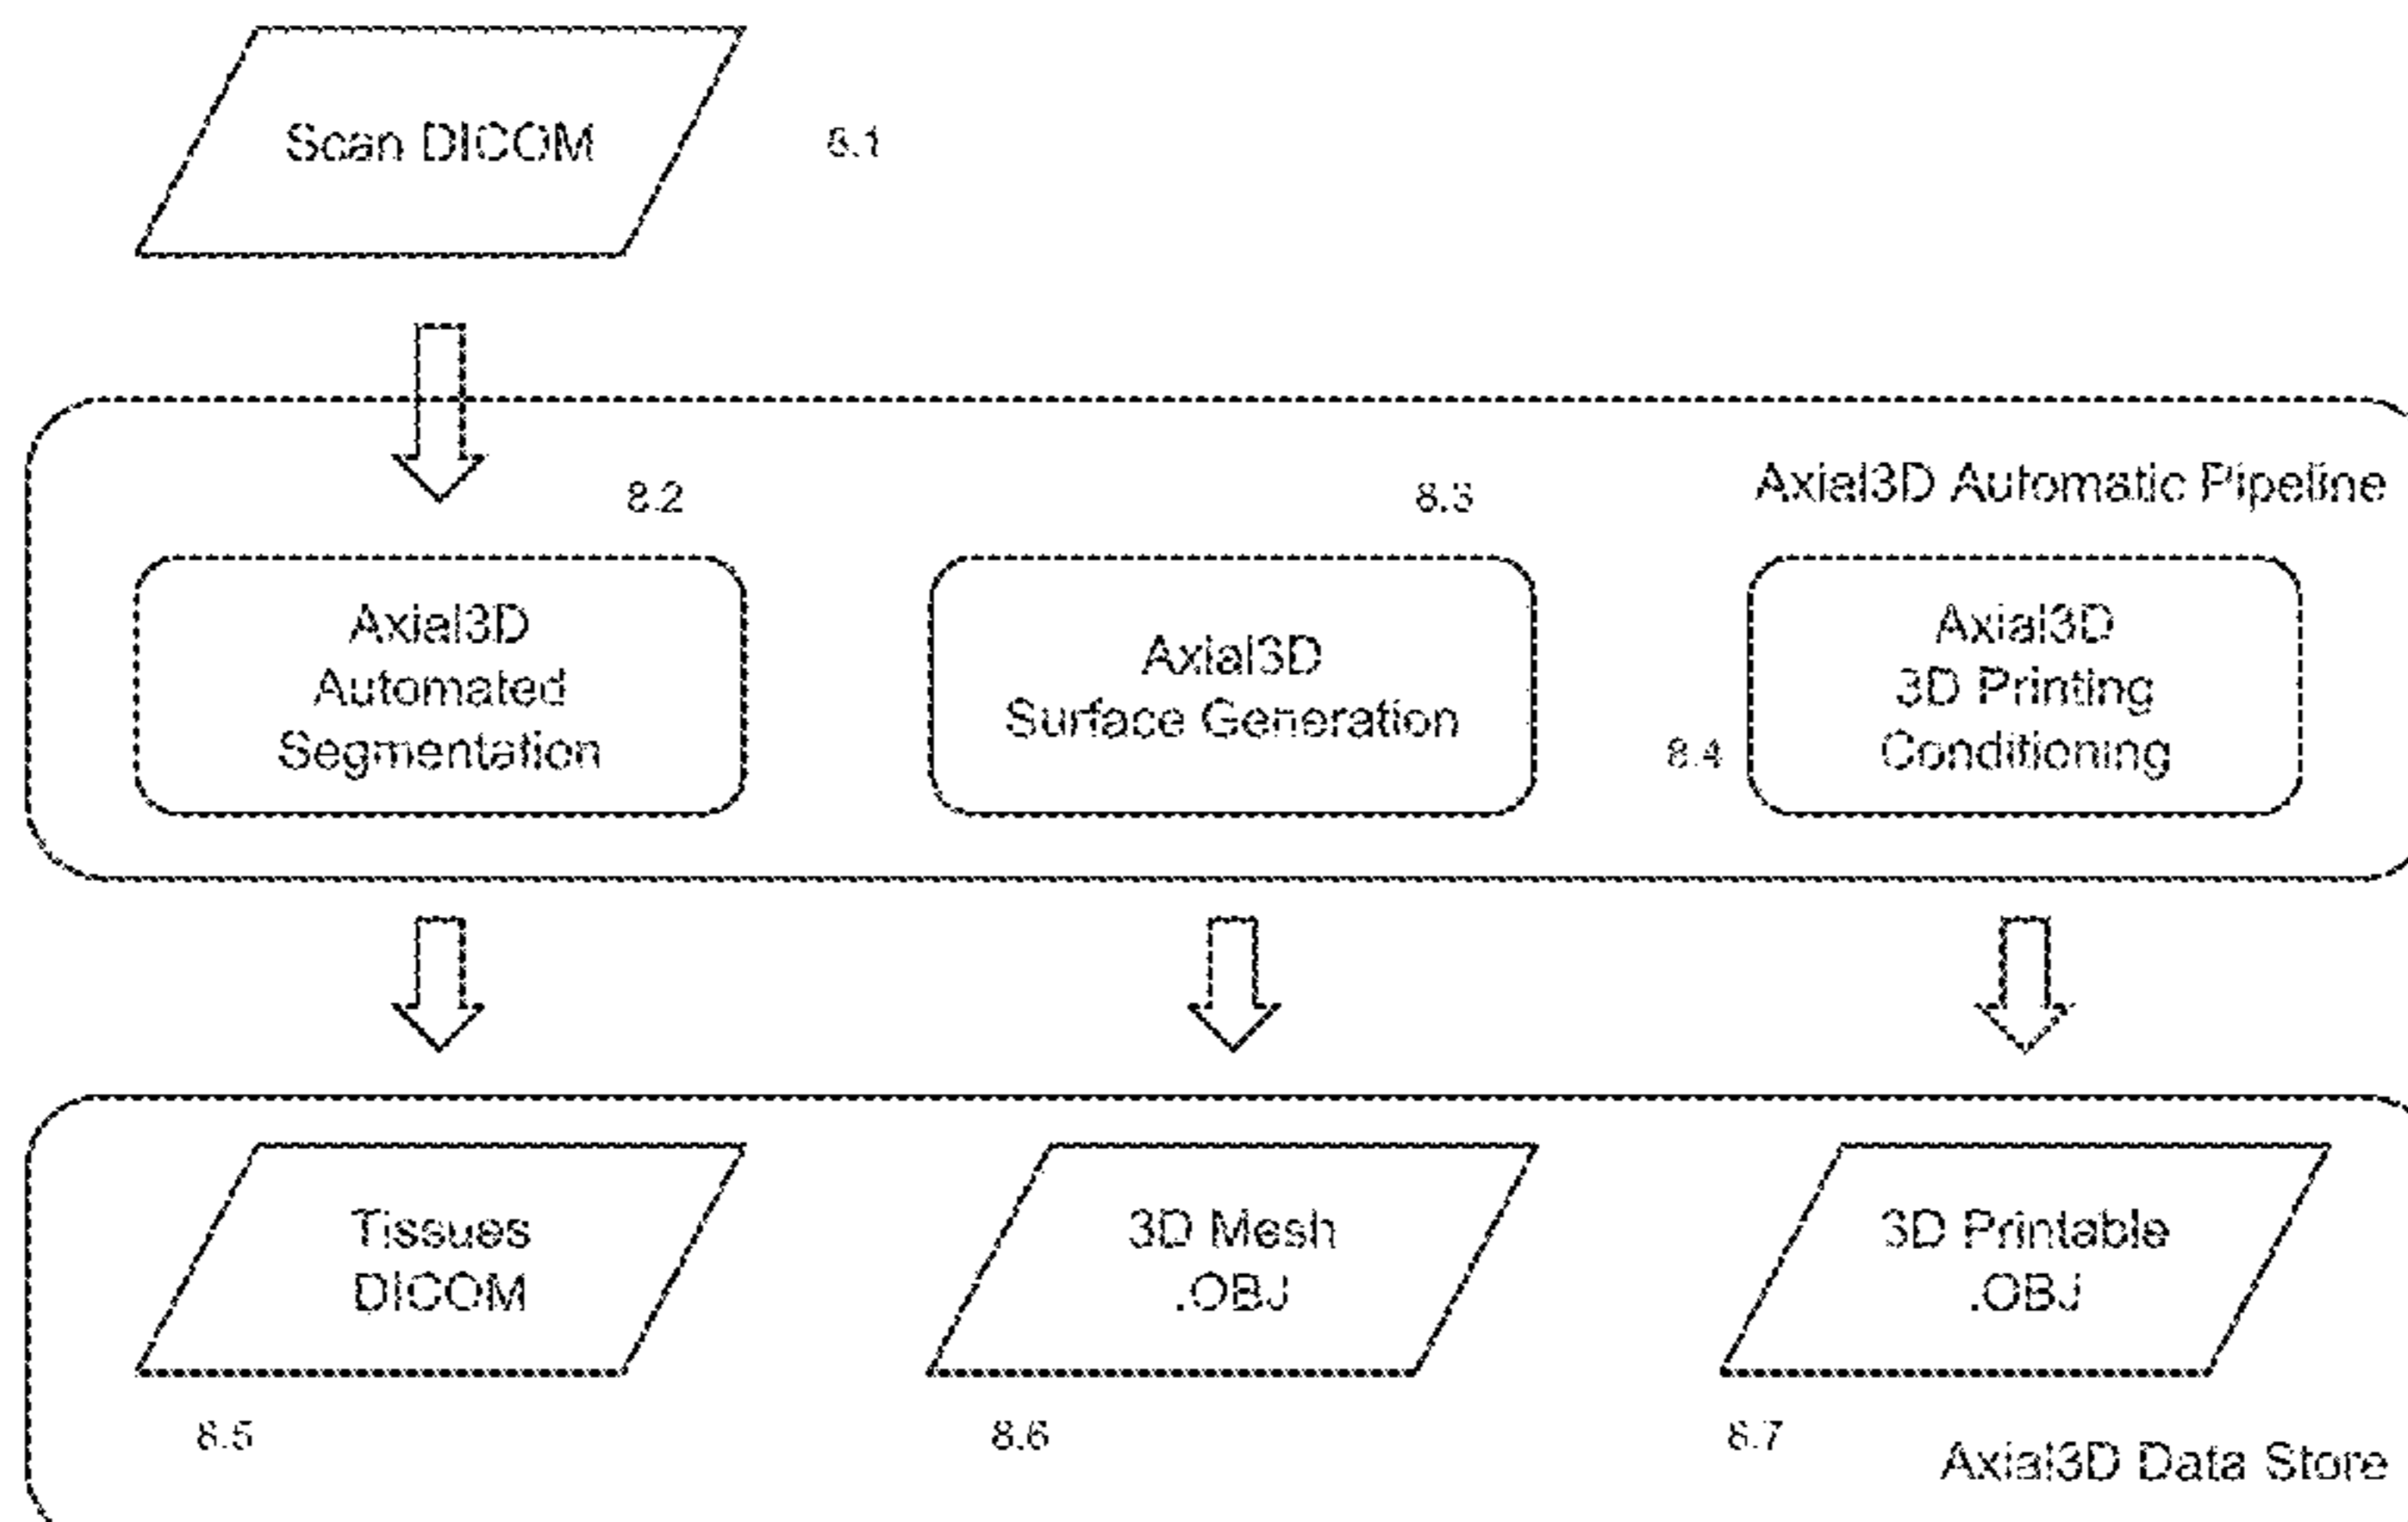 Scan DICOM
8.1
8.2
8.3
Axial3D Automatic Pipeline
Axial3D
Automated
Segmentation
Axial3D
Surface Generation
8.4
Axial3D
3D Printing
Conditioning
Tissues
DICOM
3D Mesh
.OBJ
3D Printable
.OBJ
8.5
8.6
8.7
Axial3D Data Store